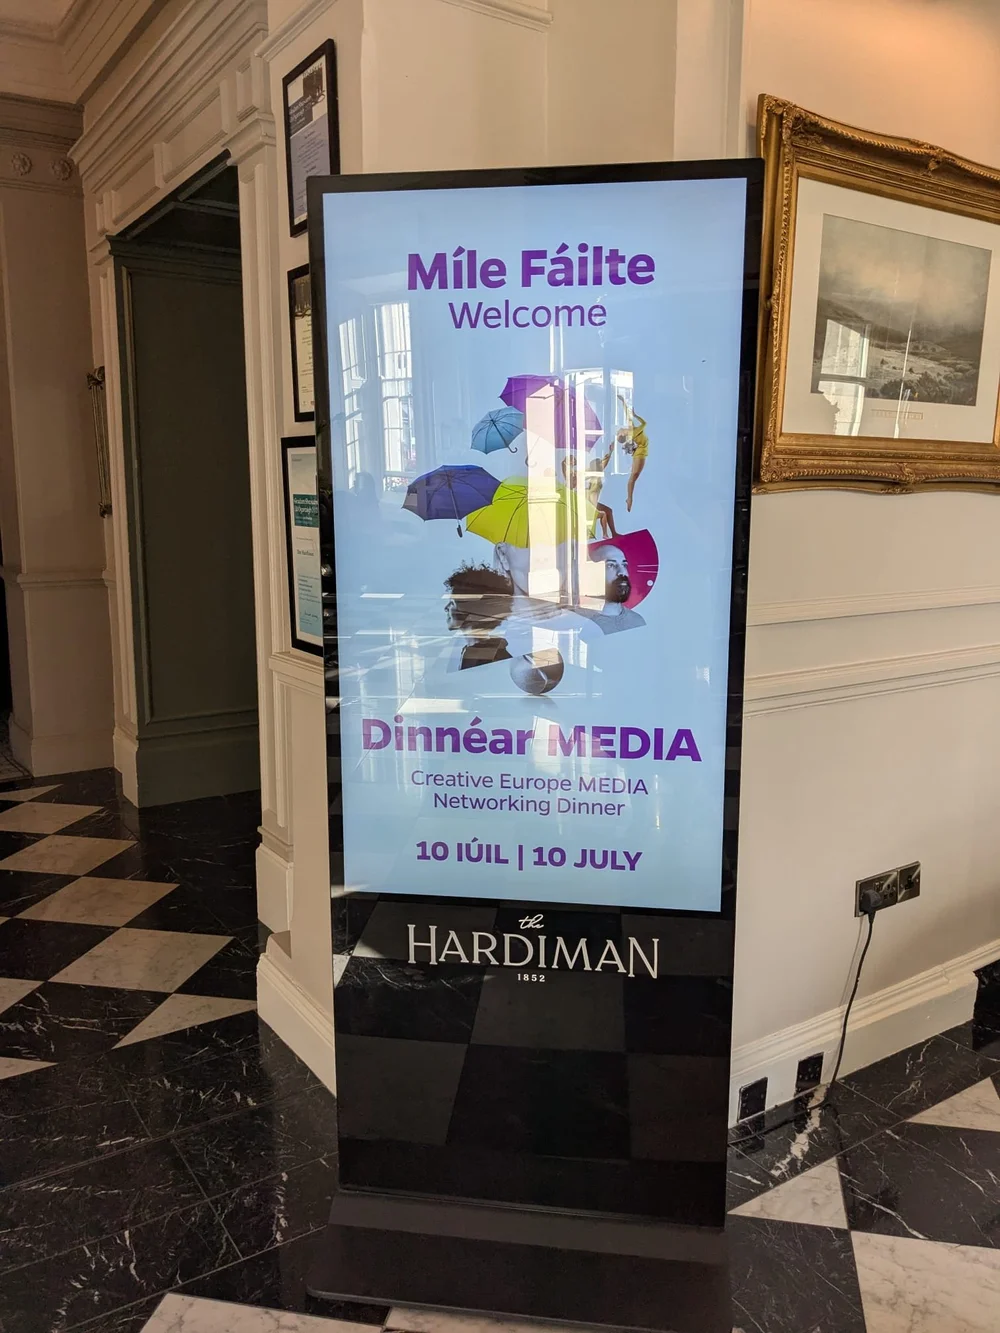 Míle Fáilte
Welcome
Dinnéar MEDIA
Creative Europe MEDIA
Networking Dinner
10 IÚIL | 10 JULY
the
HARDIMAN
1852